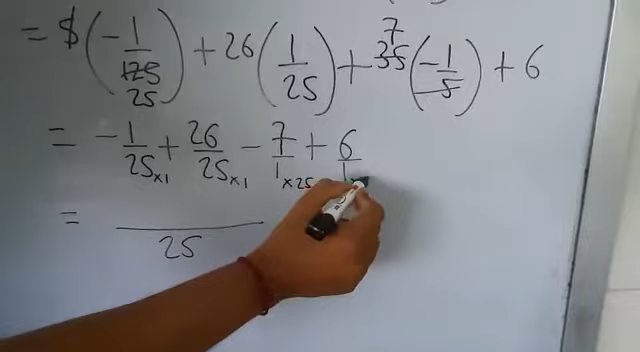 = $(-1/125 25) + 26(1/25) + 7 35(-1/5) + 6
= -1/25 ×1 + 26/25 ×1 - 7/1 ×25 + 6/1 ×
= /25